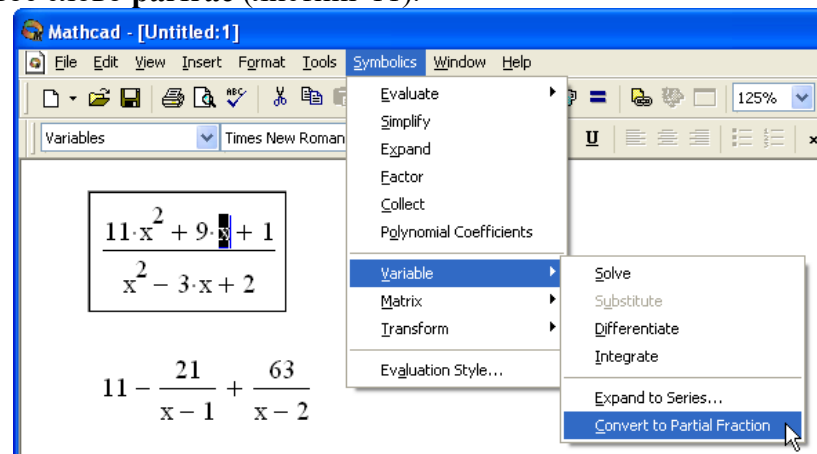 parfrac
Mathcad - [Untitled:1]
File Edit View Insert Format Tools Symbolics Window Help
125%
Variables Times New Roman U
Evaluate
Simplify
Expand
Factor
Collect
Polynomial Coefficients
Variable
Matrix
Transform
Evaluation Style...
Solve
Substitute
Differentiate
Integrate
Expand to Series...
Convert to Partial Fraction
11·x² + 9·x + 1
x² − 3·x + 2
11 − 21/(x − 1) + 63/(x − 2)